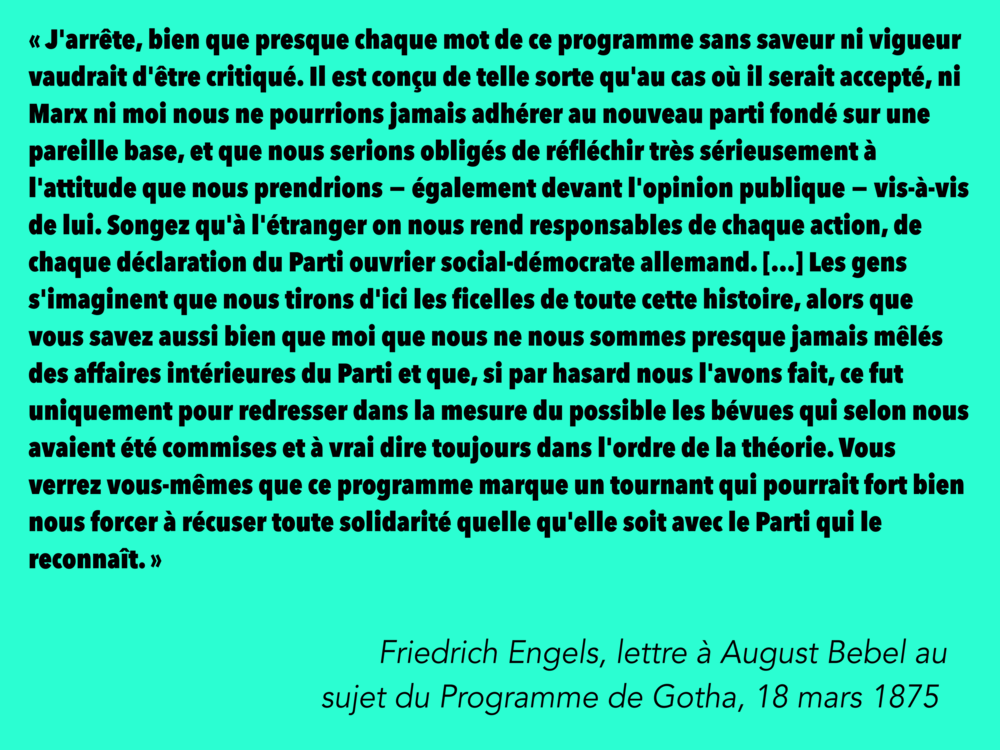 « J'arrête, bien que presque chaque mot de ce programme sans saveur ni vigueur
vaudrait d'être critiqué. Il est conçu de telle sorte qu'au cas où il serait accepté, ni
Marx ni moi nous ne pourrions jamais adhérer au nouveau parti fondé sur une
pareille base, et que nous serions obligés de réfléchir très sérieusement à
l'attitude que nous prendrions – également devant l'opinion publique – vis-à-vis
de lui. Songez qu'à l'étranger on nous rend responsables de chaque action, de
chaque déclaration du Parti ouvrier social-démocrate allemand. [...] Les gens
s'imaginent que nous tirons d'ici les ficelles de toute cette histoire, alors que
vous savez aussi bien que moi que nous ne nous sommes presque jamais mêlés
des affaires intérieures du Parti et que, si par hasard nous l'avons fait, ce fut
uniquement pour redresser dans la mesure du possible les bévues qui selon nous
avaient été commises et à vrai dire toujours dans l'ordre de la théorie. Vous
verrez vous-mêmes que ce programme marque un tournant qui pourrait fort bien
nous forcer à récuser toute solidarité quelle qu'elle soit avec le Parti qui le
reconnaît. »
Friedrich Engels, lettre à August Bebel au
sujet du Programme de Gotha, 18 mars 1875